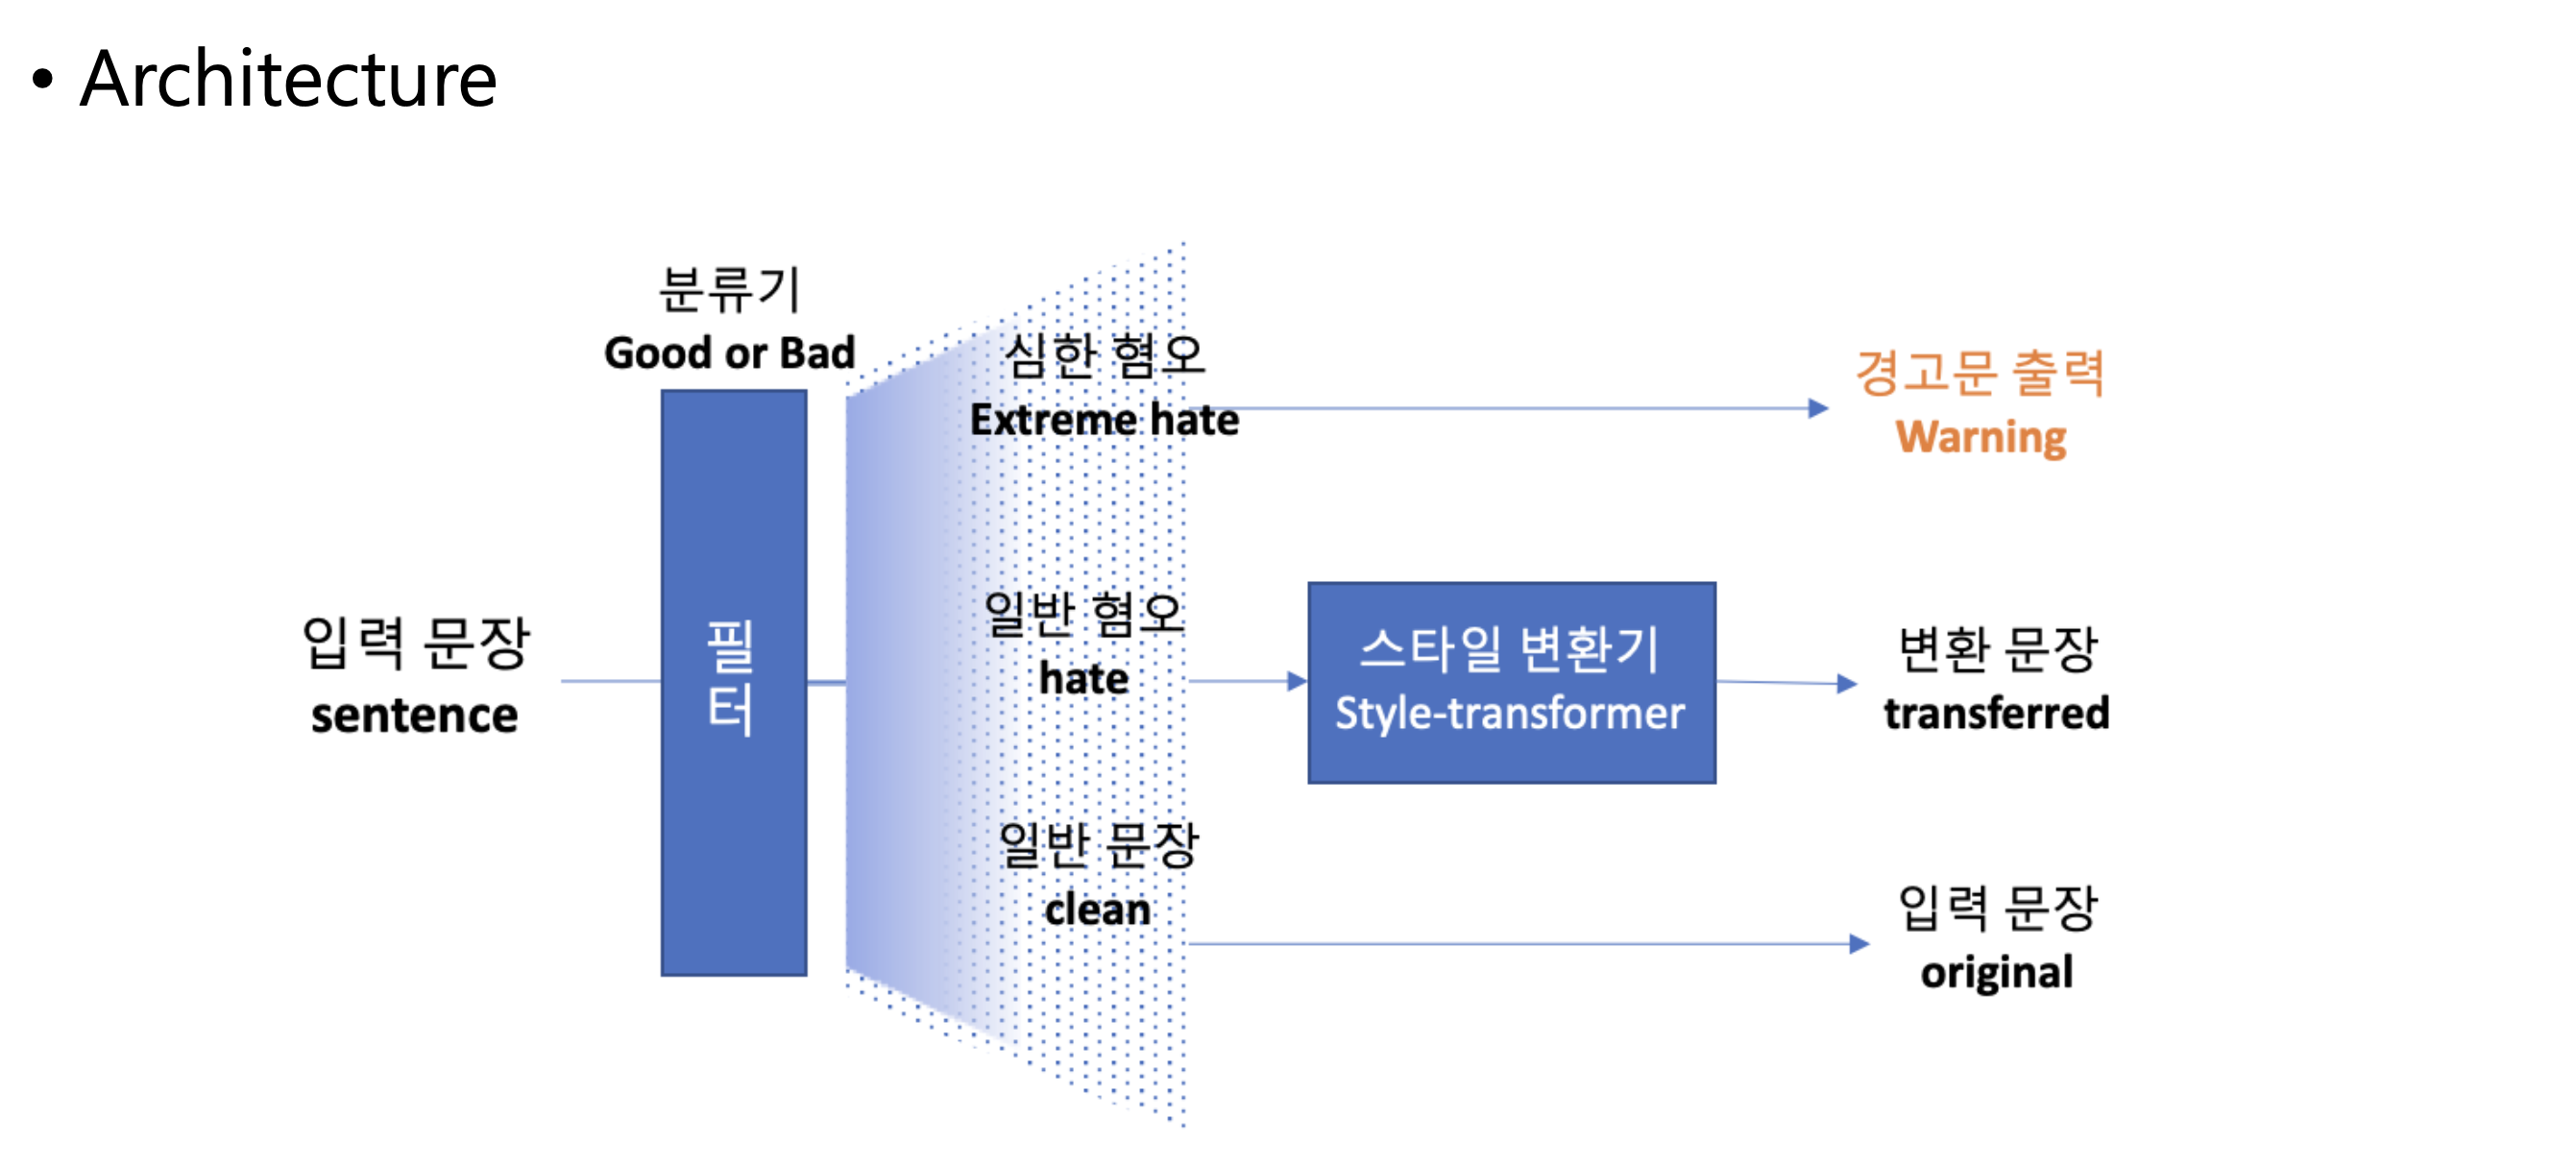 • Architecture
분류기
Good or Bad
필
터
입력 문장
sentence
심한 혐오
Extreme hate
경고문 출력
Warning
일반 혐오
hate
스타일 변환기
Style-transformer
변환 문장
transferred
일반 문장
clean
입력 문장
original